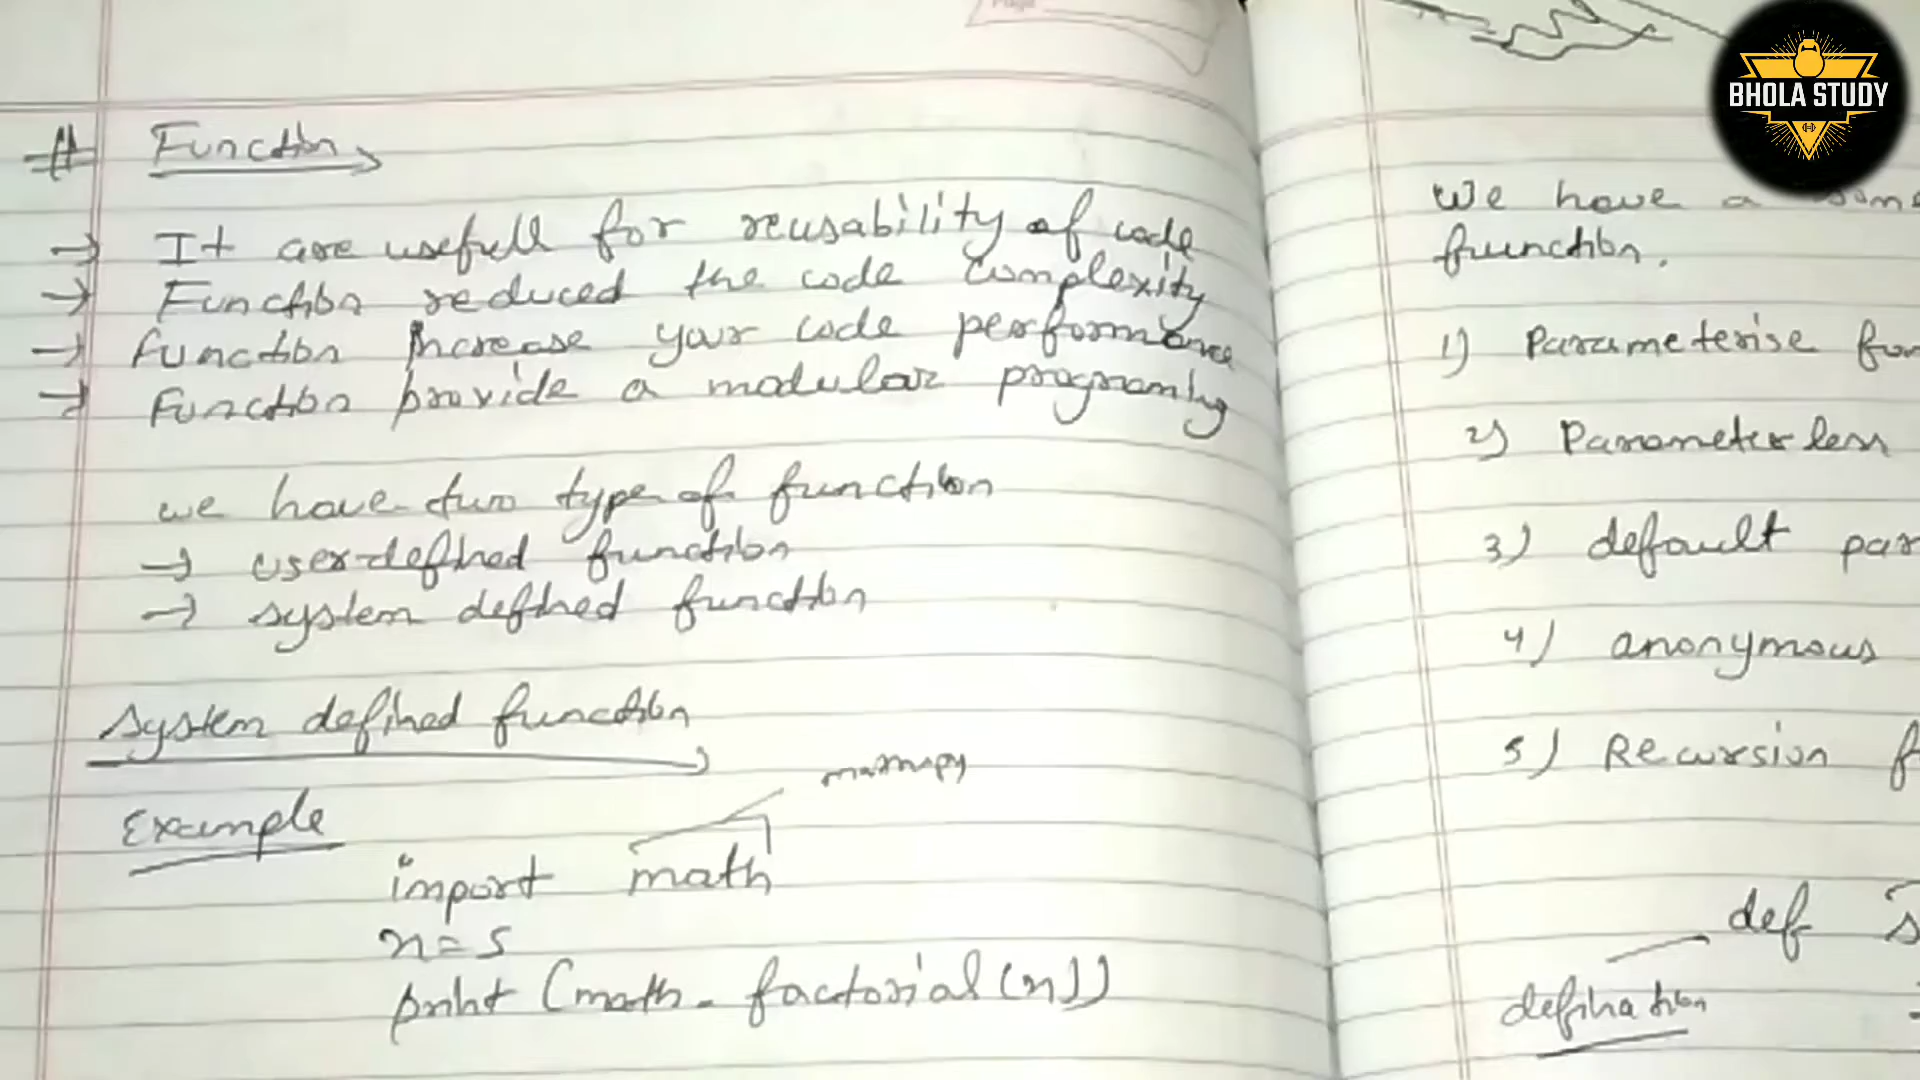 # Function
→ It are usefull for reusability of code
→ Function reduced the code complexity
→ function increase your code performance
→ Function provide a modular programing
we have two type of function
→ user-defined function
→ system defined function
system defined function
Example
import math
n=5
print (math. factorial (n))
BHOLA STUDY
We have a some
function.
1) Parameterise fun
2) Parameterless
3) default par
4) anonymous
5) Recursion f
def s
defination